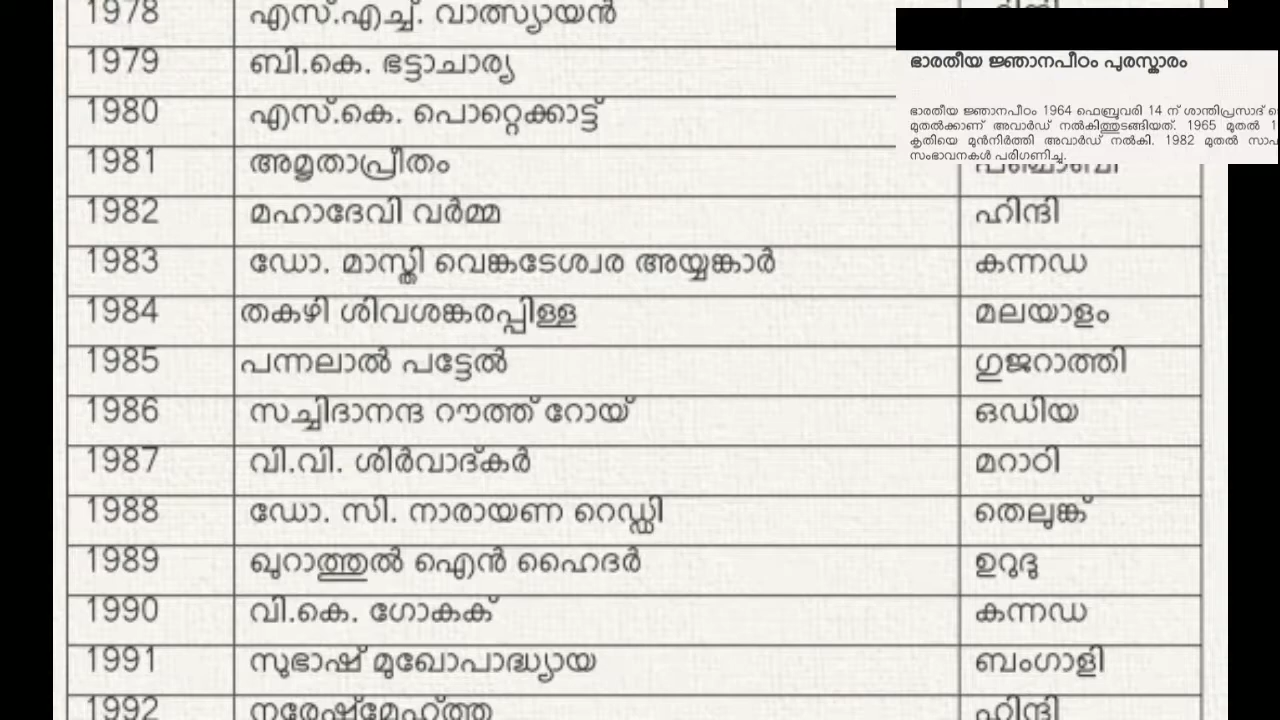 1978 എസ്.എച്ച്. വാത്സ്യായൻ
ഭാരതീയ ജ്ഞാനപീഠം പുരസ്കാരം
1979 ബി.കെ. ഭട്ടാചാര്യ
ഭാരതീയ ജ്ഞാനപീഠം 1964 ഫെബ്രുവരി 14 ന് ശാന്തിപ്രസാദ്
മുതൽക്കാണ് അവാർഡ് നൽകിത്തുടങ്ങിയത്. 1965 മുതൽ
കൃതിയെ മുൻനിർത്തി അവാർഡ് നൽകി. 1982 മുതൽ
സംഭാവനകൾ പരിഗണിച്ചു.
1980 എസ്.കെ. പൊറ്റെക്കാട്ട്
1981 അമൃതാപ്രീതം
1982 മഹാദേവി വർമ്മ ഹിന്ദി
1983 ഡോ. മാസ്തി വെങ്കടേശ്വര അയ്യങ്കാർ കന്നഡ
1984 തകഴി ശിവശങ്കരപ്പിള്ള മലയാളം
1985 പന്നലാൽ പട്ടേൽ ഗുജറാത്തി
1986 സച്ചിദാനന്ദ റൗത്ത് റോയ് ഒഡിയ
1987 വി.വി. ശിർവാദ്കർ മറാഠി
1988 ഡോ. സി. നാരായണ റെഡ്ഡി തെലുങ്ക്
1989 ഖുറാത്തുൽ ഐൻ ഹൈദർ ഉറുദു
1990 വി.കെ. ഗോകക് കന്നഡ
1991 സുഭാഷ് മുഖോപാദ്ധ്യായ ബംഗാളി
1992 നരേഷ്മേഹ്ത്ത ഹിന്ദി